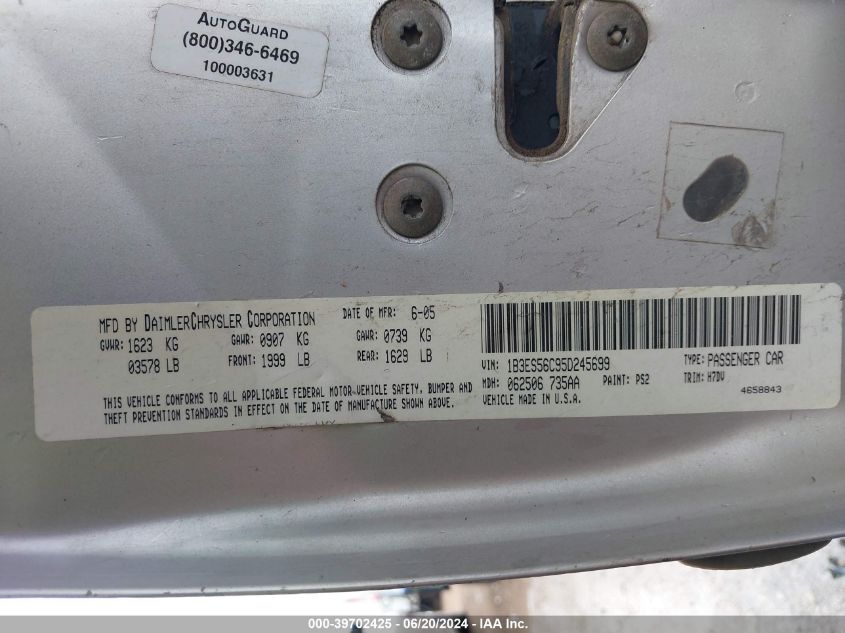 AUTOGUARD
(800)346-6469
100003631
MFD BY DAIMLERCHRYSLER CORPORATION DATE OF MFR: 6-05
GVWR: 1623 KG GAWR: 0907 KG GAWR: 0739 KG
03578 LB FRONT: 1999 LB REAR: 1629 LB
THIS VEHICLE CONFORMS TO ALL APPLICABLE FEDERAL MOTOR-VEHICLE SAFETY, BUMPER AND
THEFT PREVENTION STANDARDS IN EFFECT ON THE DATE OF MANUFACTURE SHOWN ABOVE.
VIN: 1B3ES56C95D245699 TYPE: PASSENGER CAR
MDH: 062506 735AA PAINT: PS2 TRIM: H7DV
VEHICLE MADE IN U.S.A. 4658843
000-39702425 - 06/20/2024 - IAA Inc.